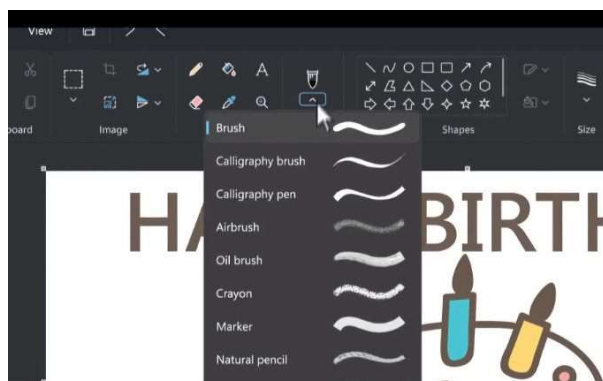 View
A
board
Image
Shapes
Size
Brush
Calligraphy brush
Calligraphy pen
Airbrush
Oil brush
Crayon
Marker
Natural pencil
HA BIRTH